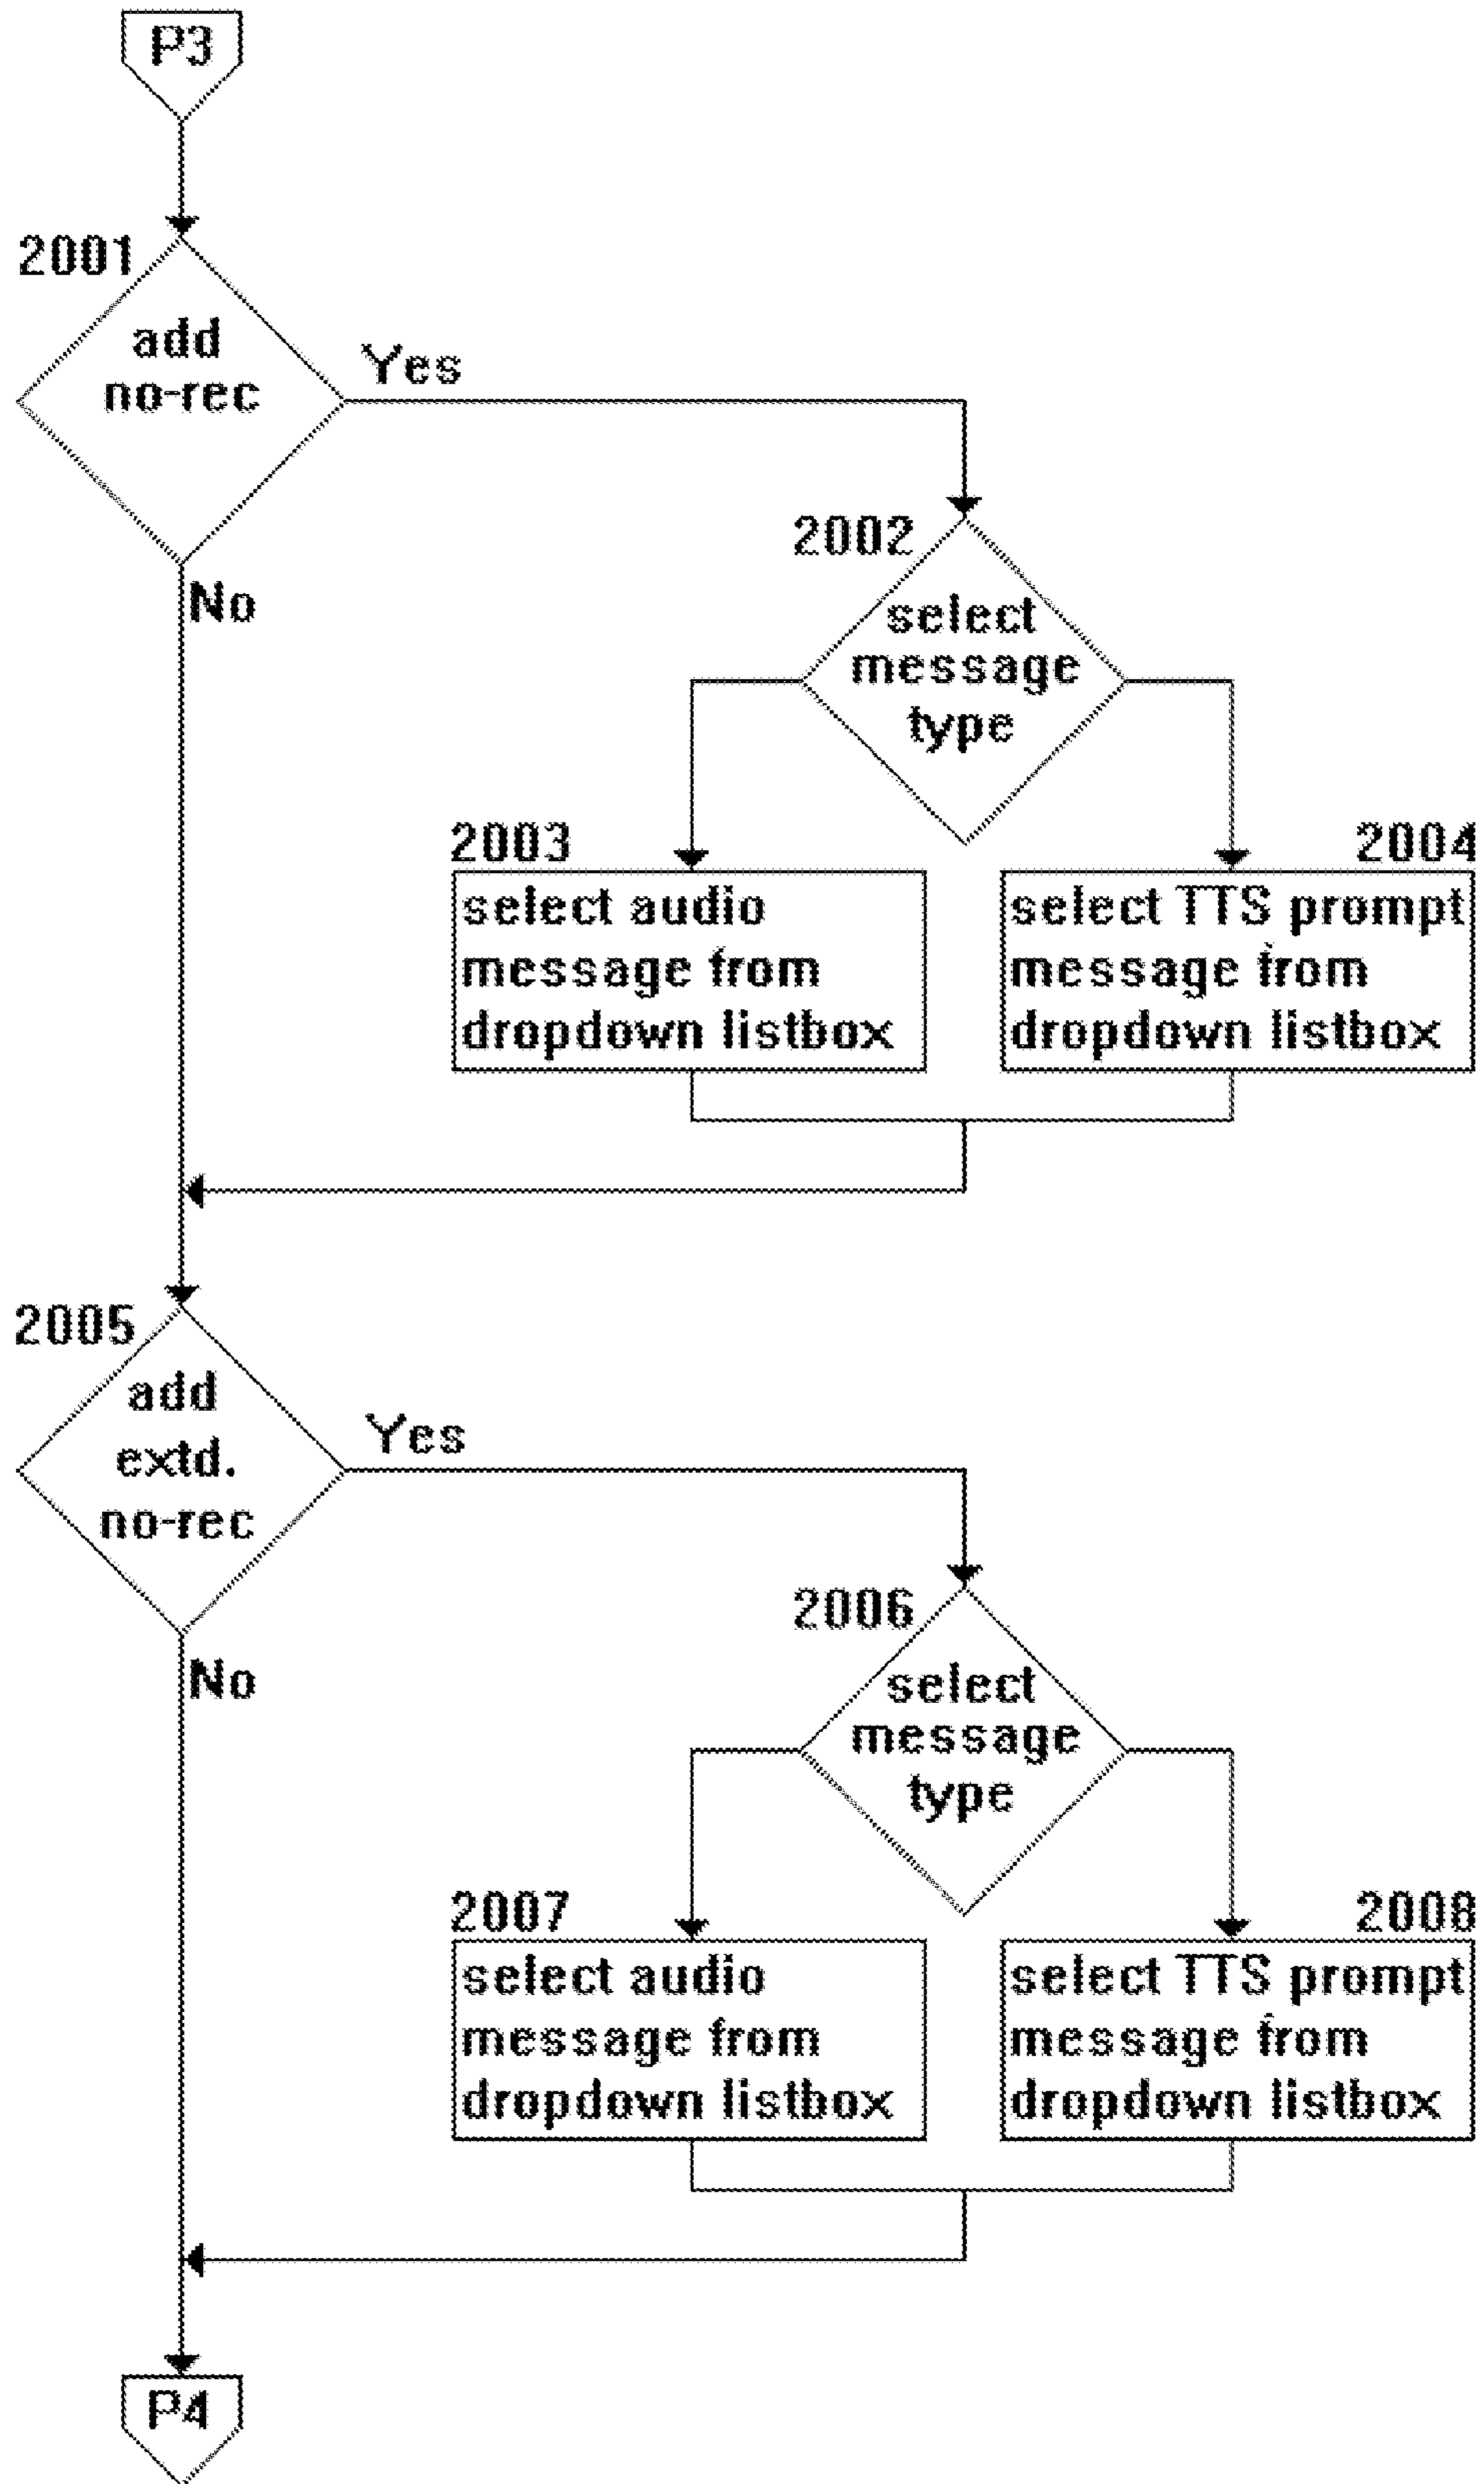 P3
2001
add
no-rec
Yes
No
2002
select
message
type
2003
select audio
message from
dropdown listbox
2004
select TTS prompt
message from
dropdown listbox
2005
add
extd.
no-rec
Yes
No
2006
select
message
type
2007
select audio
message from
dropdown listbox
2008
select TTS prompt
message from
dropdown listbox
P4